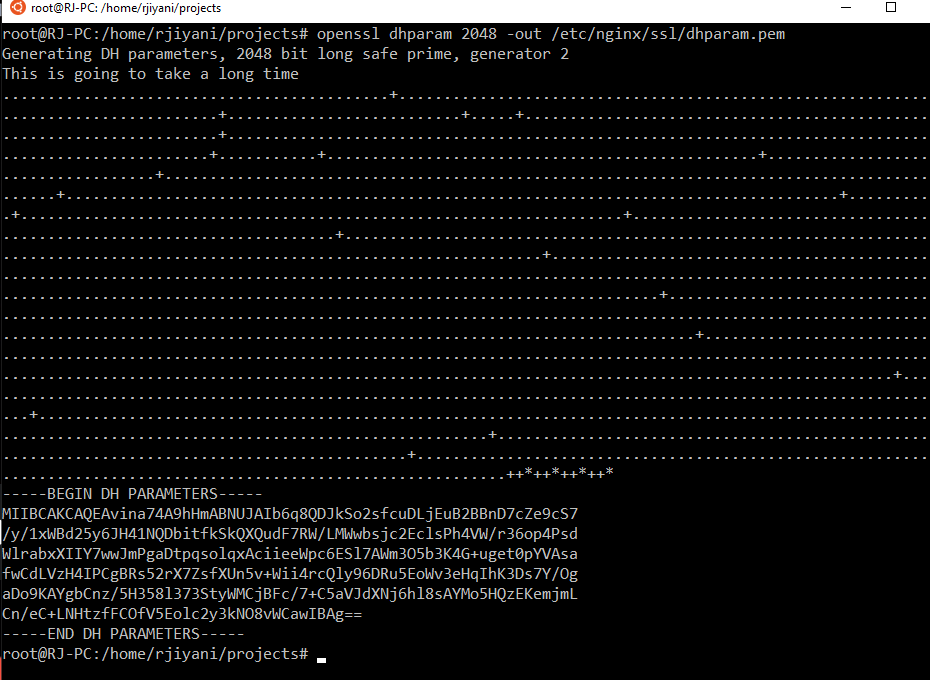 root@RJ-PC: /home/rjiyani/projects
root@RJ-PC:/home/rjiyani/projects# openssl dhparam 2048 -out /etc/nginx/ssl/dhparam.pem
Generating DH parameters, 2048 bit long safe prime, generator 2
This is going to take a long time
...........................................+...........................................................
........................+..........................+.....+.............................................
........................+..............................................................................
.......................+...........+................................................+..................
.................+.....................................................................................
......+......................................................................................+.........
.+...................................................................+.................................
.....................................+.................................................................
............................................................+..........................................
.......................................................................................................
.........................................................................+.............................
.......................................................................................................
.............................................................................+.........................
.......................................................................................................
...................................................................................................+...
...+...................................................................................................
......................................................+................................................
.............................................+.........................................................
........................................................++*++*++*++*
-----BEGIN DH PARAMETERS-----
MIIBCAKCAQEAvina74A9hHmABNUJAIb6q8QDJkSo2sfcuDLjEuB2BBnD7cZe9cS7
/y/1xWBd25y6JH41NQDbitfkSkQXQudF7RW/LMWwbsjc2EclsPh4VW/r36op4Psd
WlrabxXIIY7wwJmPgaDtpqsolqxAciieeWpc6ESl7AWm3O5b3K4G+uget0pYVAsa
fwCdLVzH4IPCgBRs52rX7ZsfXUn5v+Wii4rcQly96DRu5EoWv3eHqIhK3Ds7Y/Og
aDo9KAYgbCnz/5H358l373StyWMCjBFc/7+C5aVJdXNj6hl8sAYMo5HQzEKemjmL
Cn/eC+LNHtzfFCOfV5Eolc2y3kNO8vWCawIBAg==
-----END DH PARAMETERS-----
root@RJ-PC:/home/rjiyani/projects#